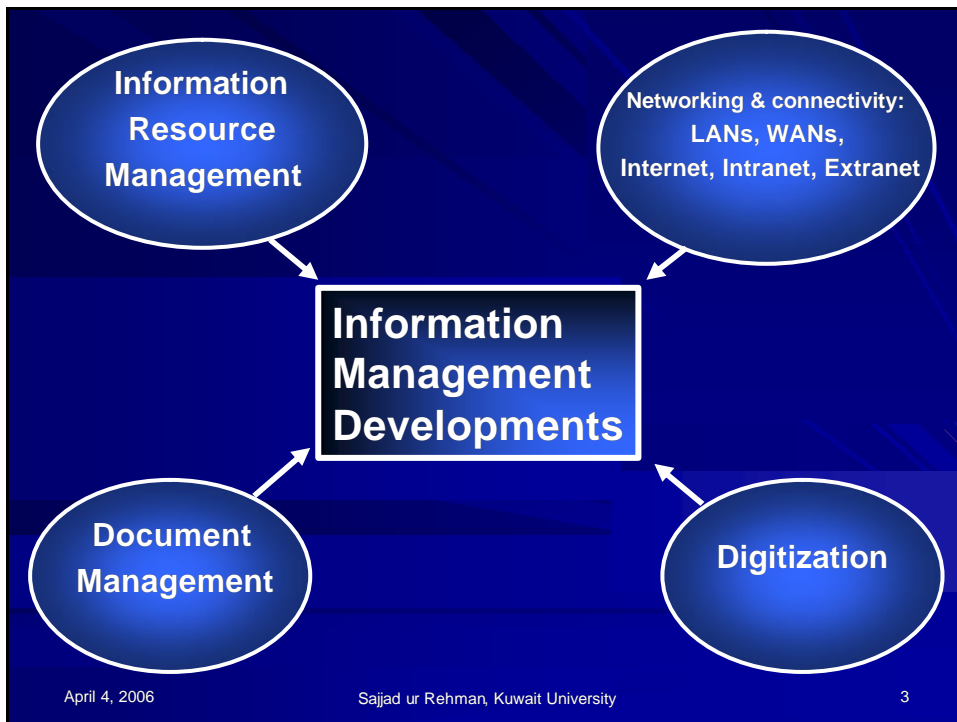 Information
Resource
Management
Networking & connectivity:
LANs, WANs,
Internet, Intranet, Extranet
Information
Management
Developments
Document
Management
Digitization
April 4, 2006
Sajjad ur Rehman, Kuwait University
3